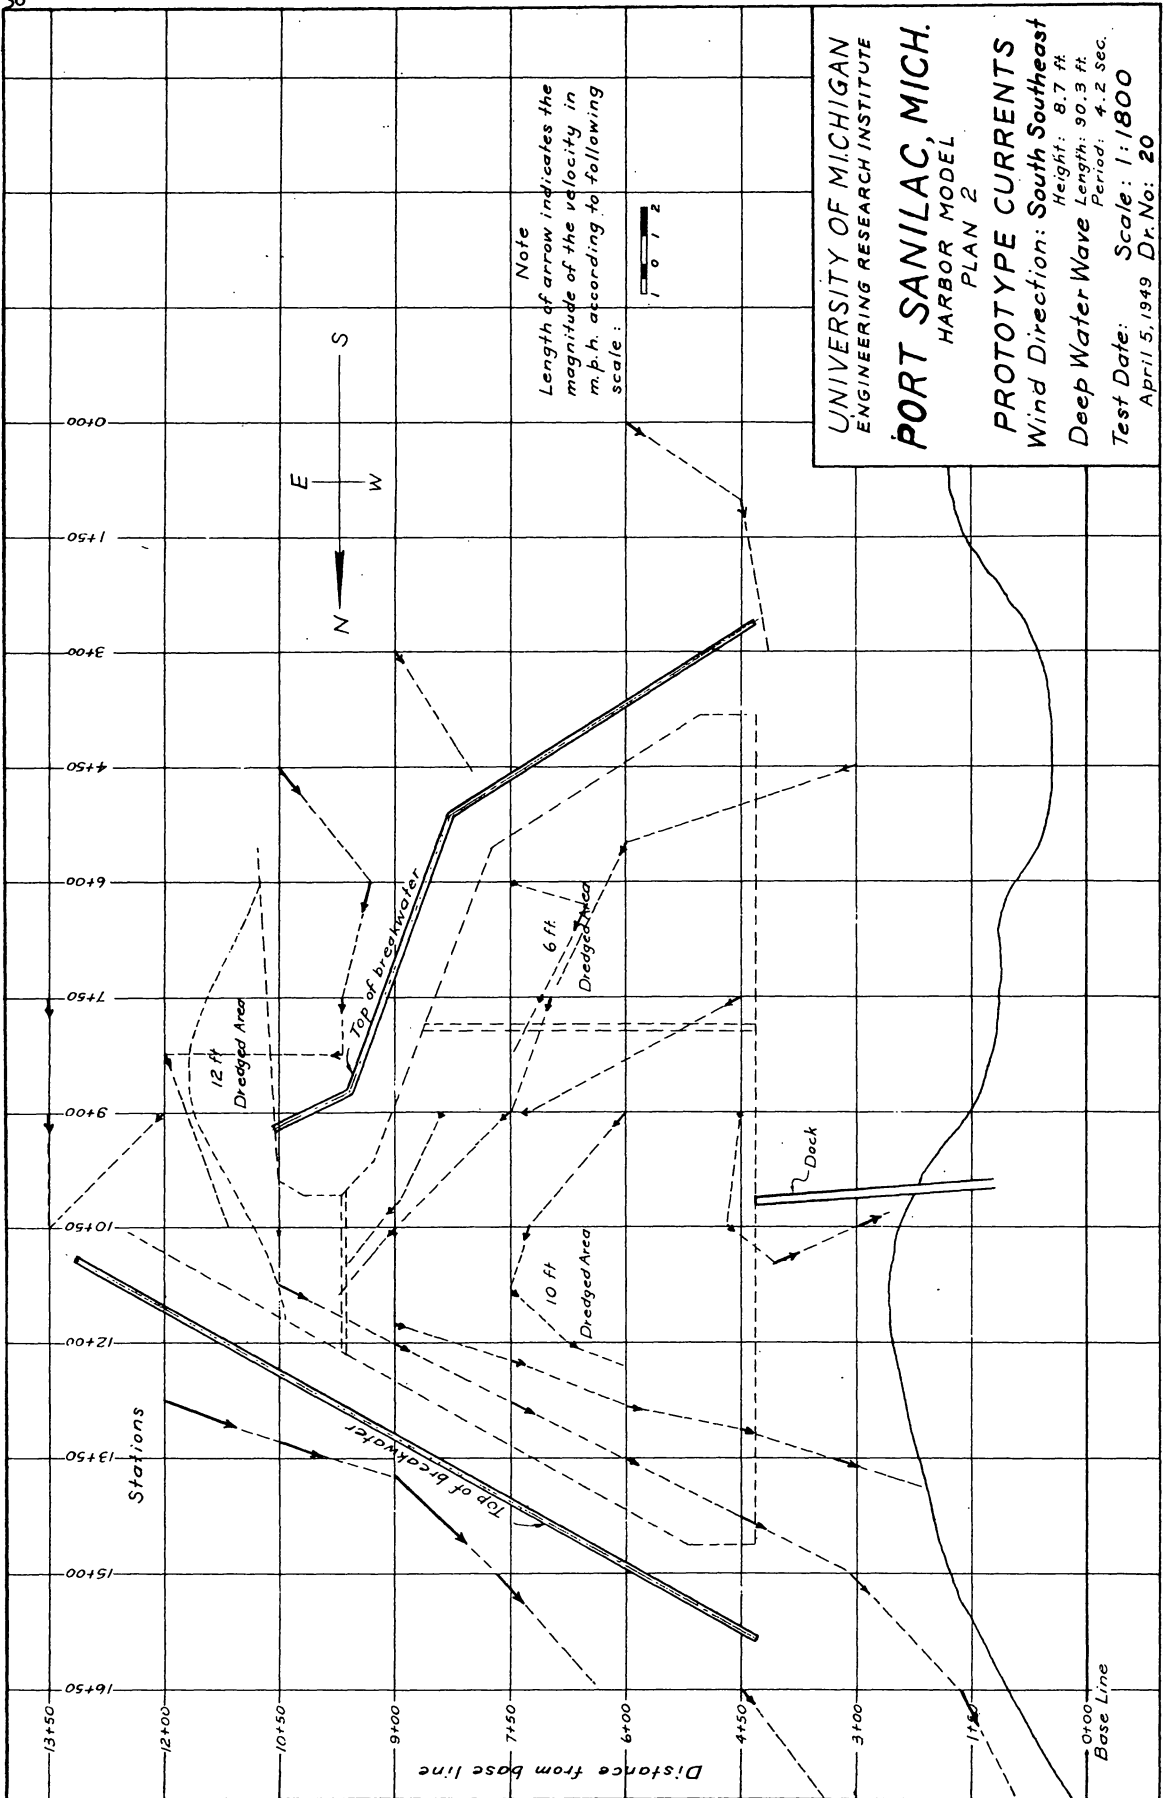 UNIVERSITY OF MICHIGAN
ENGINEERING RESEARCH INSTITUTE
PORT SANILAC, MICH.
HARBOR MODEL
PLAN 2
PROTOTYPE CURRENTS
Wind Direction: South Southeast
Height: 8.7 ft.
Deep Water Wave Length: 90.3 ft.
Period: 4.2 sec.
Test Date: Scale: 1:1800
April 5, 1949 Dr. No: 20
Note
Length of arrow indicates the
magnitude of the velocity in
m.p.h. according to following
scale:
1 0 1 2
N
S
E
W
Stations
0+00
1+50
3+00
4+50
6+00
7+50
9+00
10+50
12+00
13+50
15+00
16+50
Distance from base line
13+50
12+00
10+50
9+00
7+50
6+00
4+50
3+00
1+50
0+00
Base Line
Top of breakwater
Top of breakwater
12 ft
Dredged Area
6 ft.
Dredged Area
10 ft
Dredged Area
Dock